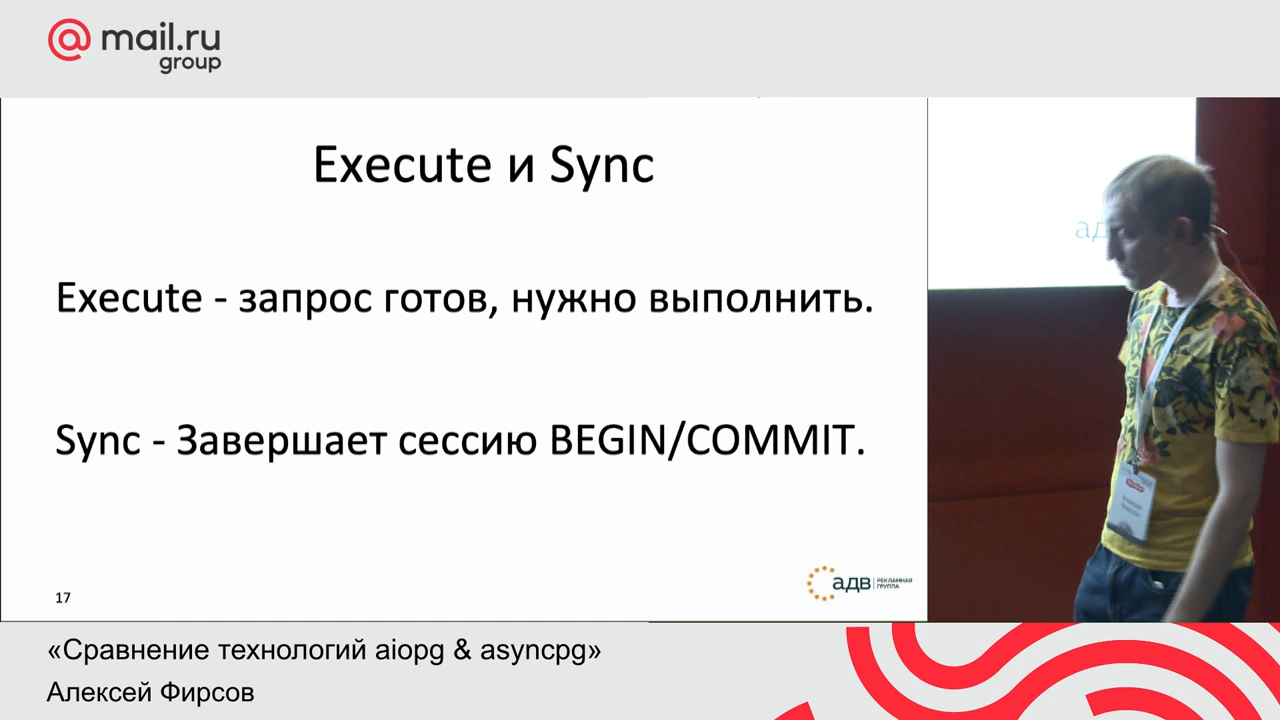 @mail.ru
group
Execute и Sync
Execute - запрос готов, нужно выполнить.
Sync - Завершает сессию BEGIN/COMMIT.
17
адв
РЕКЛАМНАЯ
ГРУППА
ад
«Сравнение технологий aiopg & asyncpg»
Алексей Фирсов